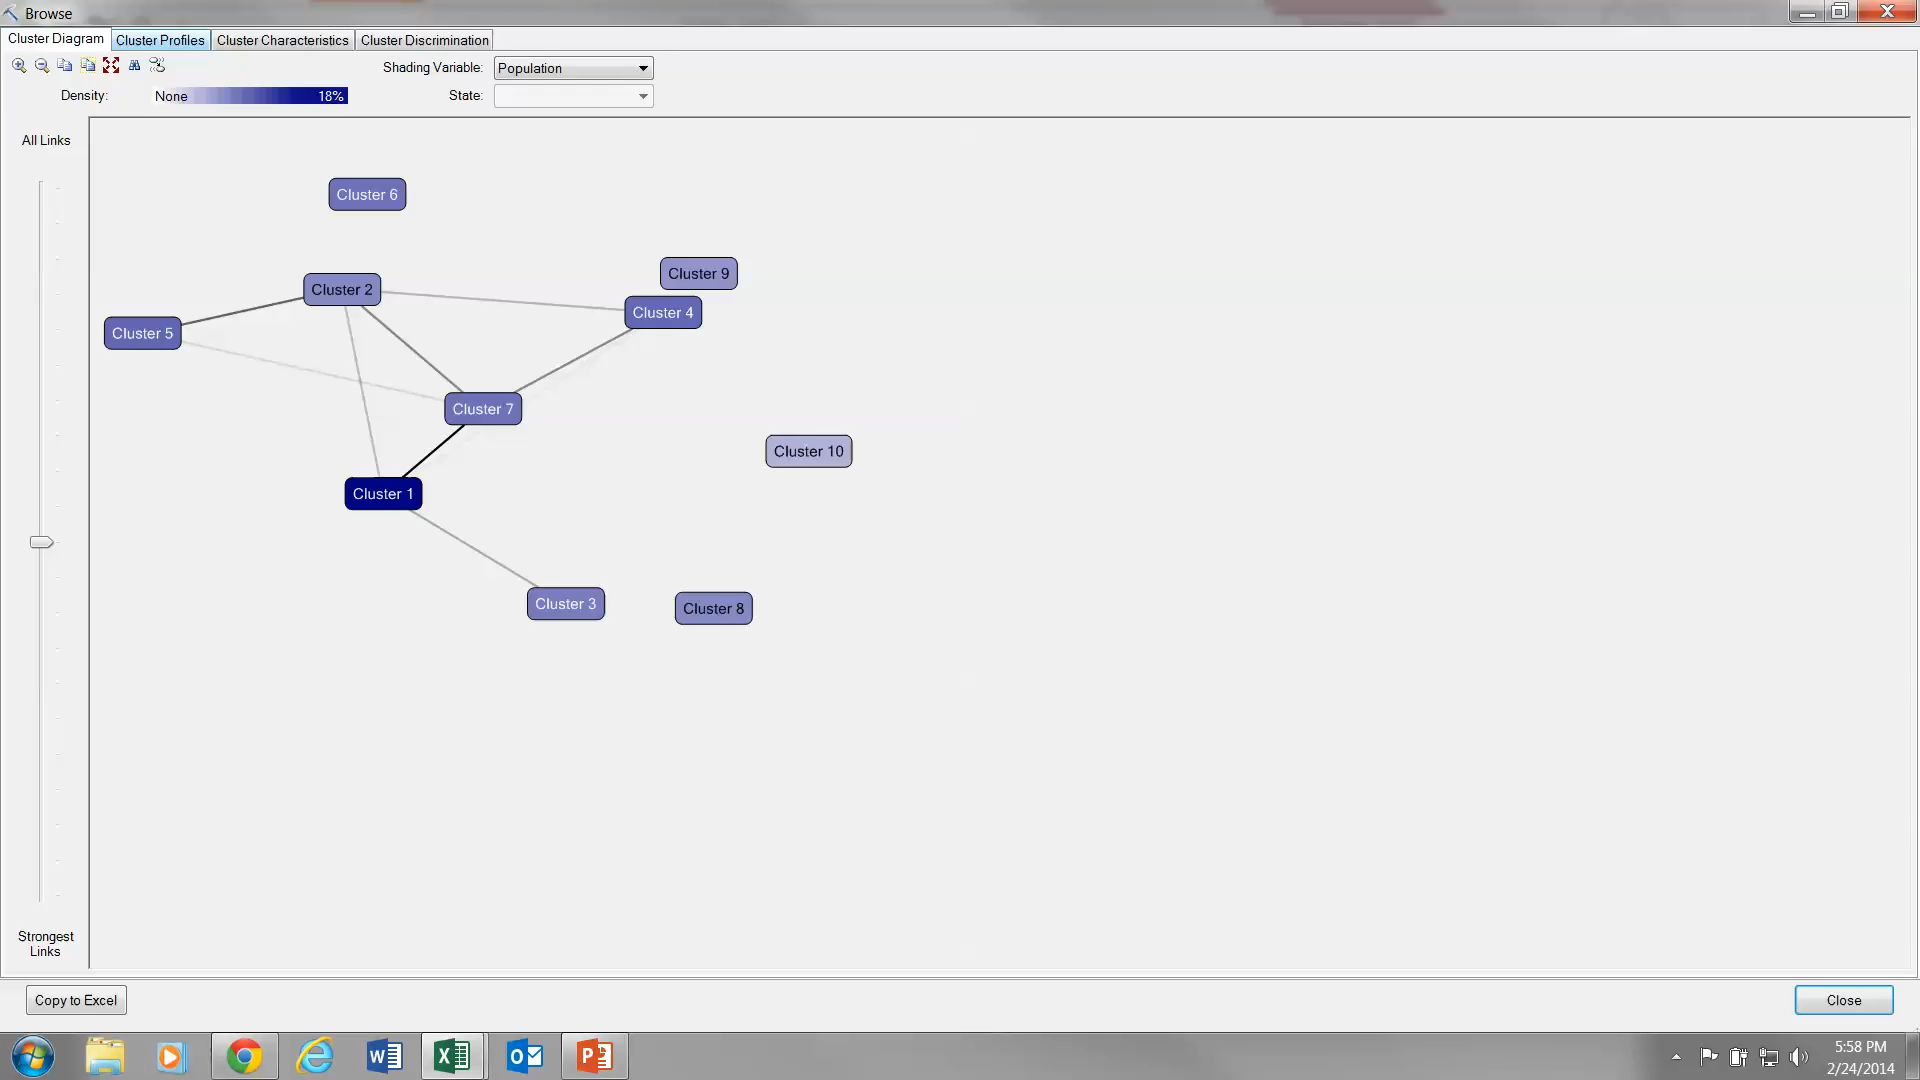 Browse
Cluster Diagram Cluster Profiles Cluster Characteristics Cluster Discrimination
Shading Variable: Population
Density: None 18% State:
All Links
Cluster 6
Cluster 9
Cluster 2
Cluster 4
Cluster 5
Cluster 7
Cluster 10
Cluster 1
Cluster 3
Cluster 8
Strongest
Links
Copy to Excel
Close
5:58 PM
2/24/2014